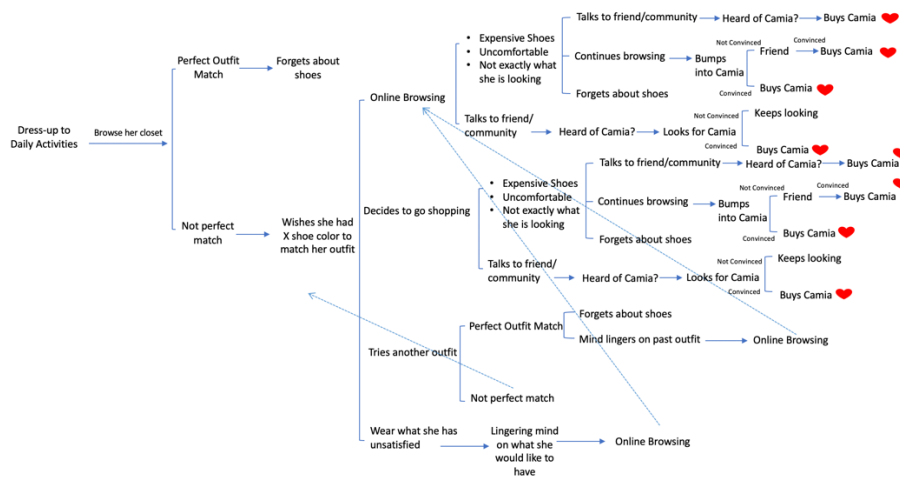 Dress-up to
Daily Activities
Browse her closet
Perfect Outfit
Match
Forgets about
shoes
Not perfect
match
Wishes she had
X shoe color to
match her outfit
Online Browsing
• Expensive Shoes
• Uncomfortable
• Not exactly what
she is looking
Talks to friend/community
Heard of Camia?
Buys Camia
Continues browsing
Bumps
into Camia
Not Convinced
Friend
Convinced
Buys Camia
Convinced
Buys Camia
Forgets about shoes
Talks to friend/
community
Heard of Camia?
Looks for Camia
Not Convinced
Keeps looking
Convinced
Buys Camia
Decides to go shopping
• Expensive Shoes
• Uncomfortable
• Not exactly what
she is looking
Talks to friend/community
Heard of Camia?
Buys Camia
Continues browsing
Bumps
into Camia
Not Convinced
Friend
Convinced
Buys Camia
Convinced
Buys Camia
Forgets about shoes
Talks to friend/
community
Heard of Camia?
Looks for Camia
Not Convinced
Keeps looking
Convinced
Buys Camia
Tries another outfit
Perfect Outfit Match
Forgets about shoes
Mind lingers on past outfit
Online Browsing
Not perfect match
Wear what she has
unsatisfied
Lingering mind
on what she
would like to
have
Online Browsing